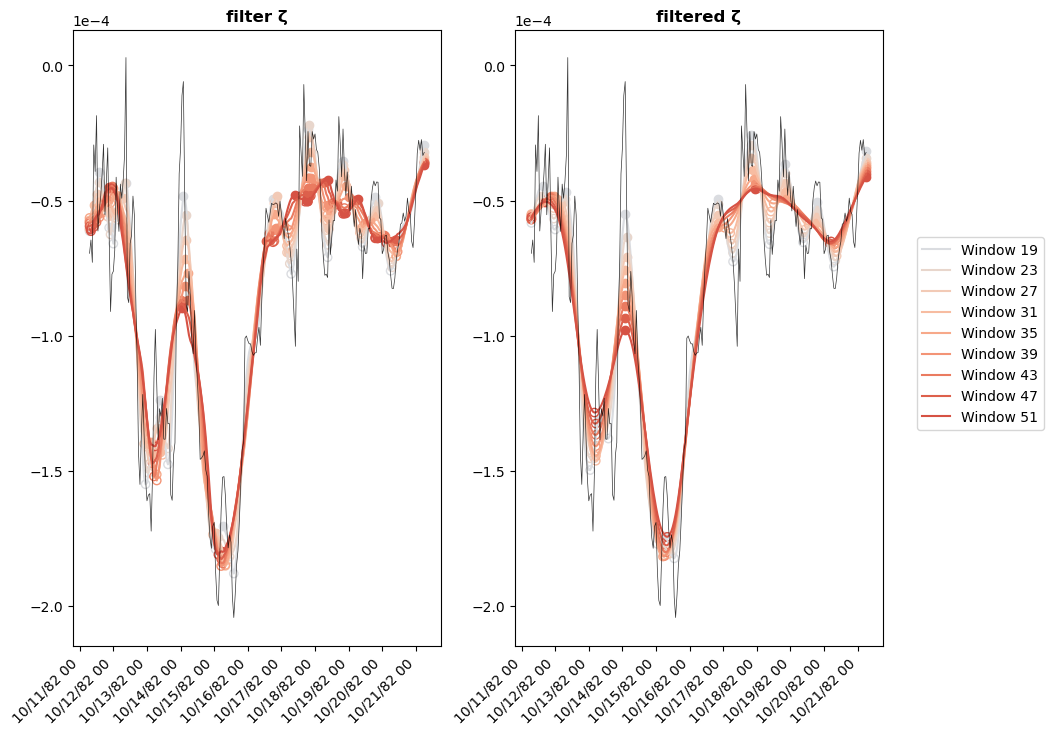 filter ζ
1e−4
0.0
−0.5
−1.0
−1.5
−2.0
10/11/82 00
10/12/82 00
10/13/82 00
10/14/82 00
10/15/82 00
10/16/82 00
10/17/82 00
10/18/82 00
10/19/82 00
10/20/82 00
10/21/82 00
filtered ζ
1e−4
0.0
−0.5
−1.0
−1.5
−2.0
10/11/82 00
10/12/82 00
10/13/82 00
10/14/82 00
10/15/82 00
10/16/82 00
10/17/82 00
10/18/82 00
10/19/82 00
10/20/82 00
10/21/82 00
Window 19
Window 23
Window 27
Window 31
Window 35
Window 39
Window 43
Window 47
Window 51